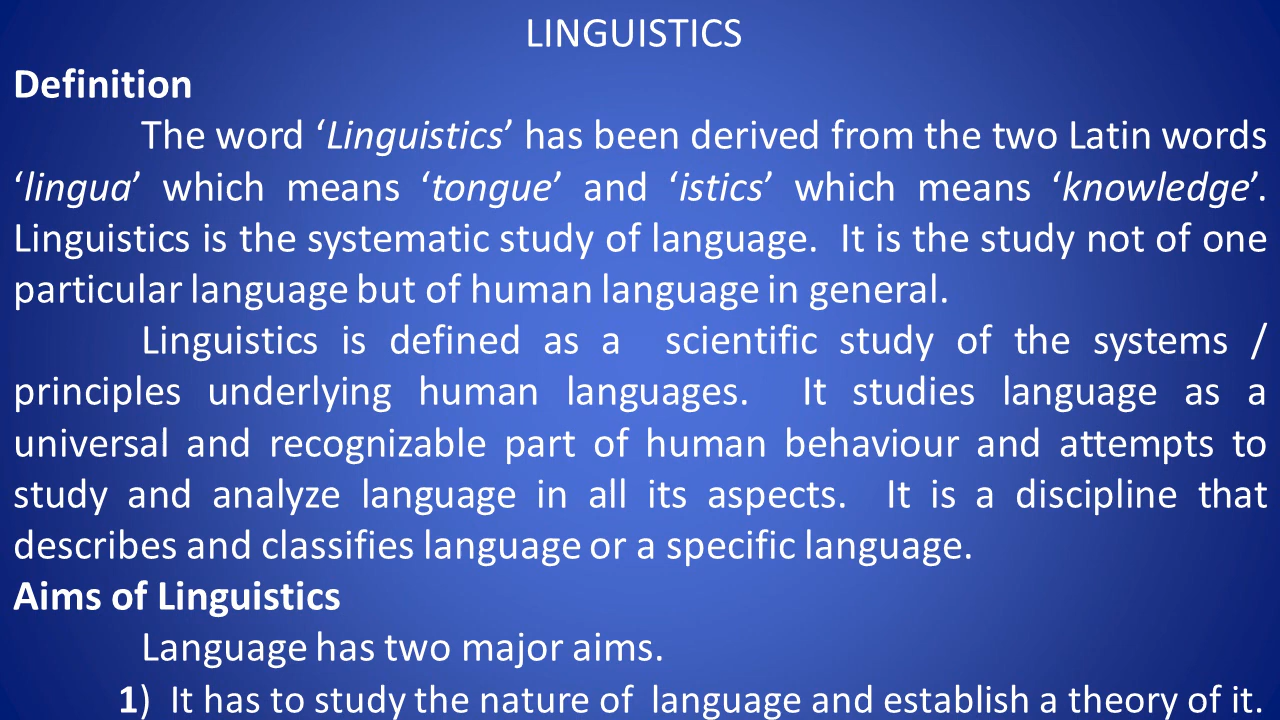 LINGUISTICS
Definition
The word ‘Linguistics’ has been derived from the two Latin words
‘lingua’ which means ‘tongue’ and ‘istics’ which means ‘knowledge’.
Linguistics is the systematic study of language. It is the study not of one
particular language but of human language in general.
Linguistics is defined as a scientific study of the systems /
principles underlying human languages. It studies language as a
universal and recognizable part of human behaviour and attempts to
study and analyze language in all its aspects. It is a discipline that
describes and classifies language or a specific language.
Aims of Linguistics
Language has two major aims.
1) It has to study the nature of language and establish a theory of it.